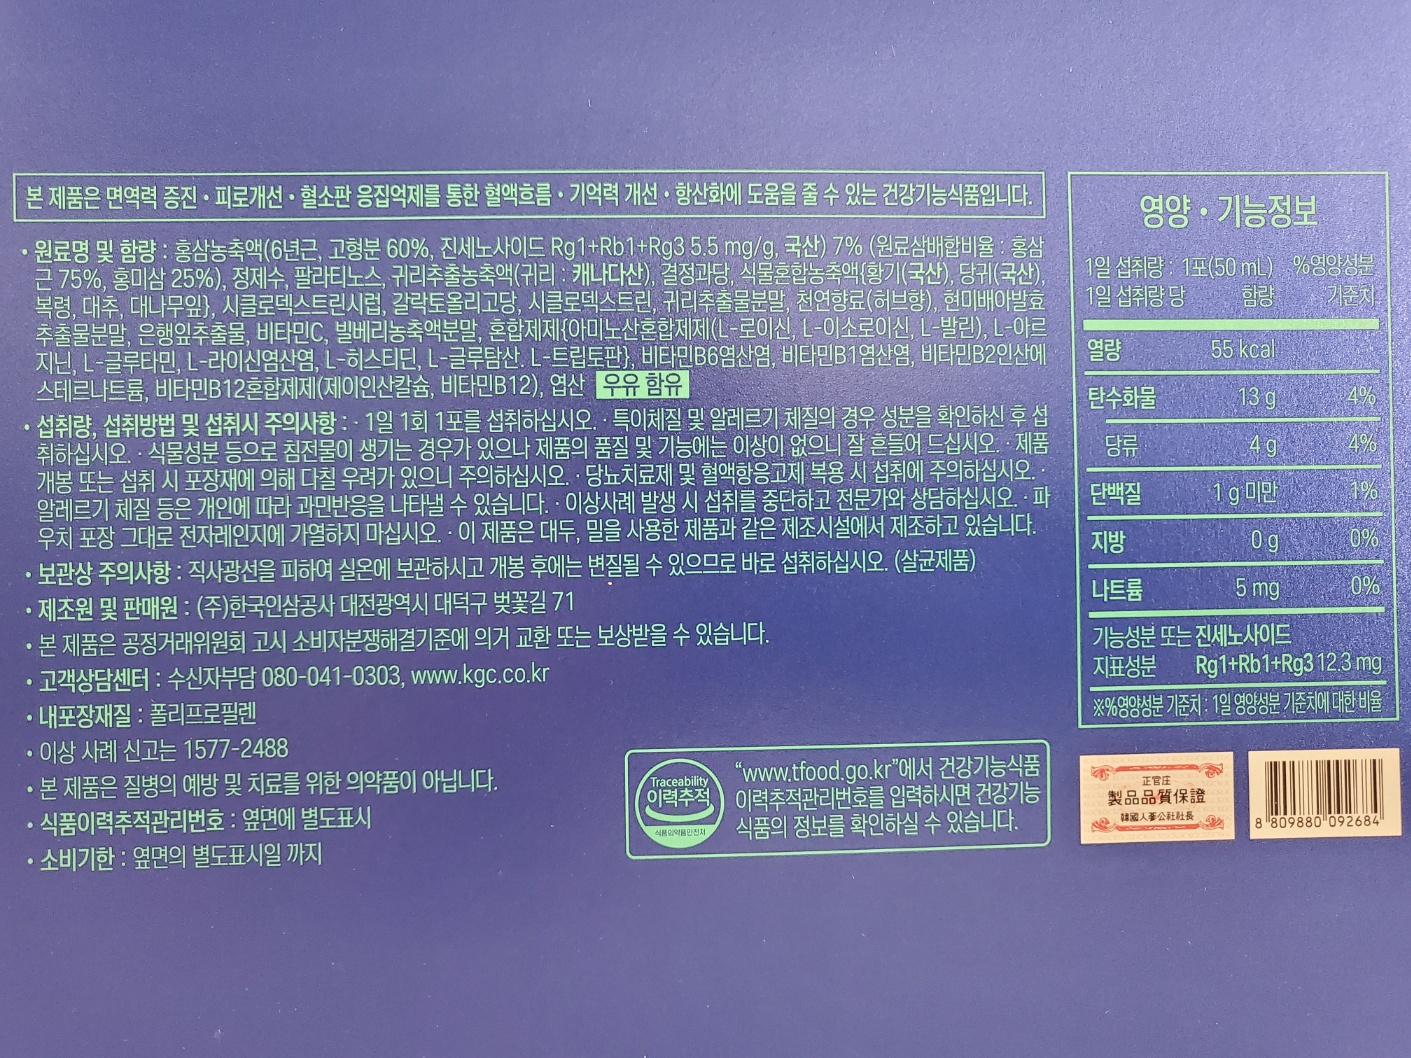 본 제품은 면역력 증진 • 피로개선 • 혈소판 응집억제를 통한 혈액흐름 • 기억력 개선 • 항산화에 도움을 줄 수 있는 건강기능식품입니다.
• 원료명 및 함량 : 홍삼농축액(6년근, 고형분 60%, 진세노사이드 Rg1+Rb1+Rg3 5.5 mg/g, 국산) 7% (원료삼배합비율 : 홍삼
근 75%, 홍미삼 25%), 정제수, 팔라티노스, 귀리추출농축액(귀리 : 캐나다산), 결정과당, 식물혼합농축액{황기(국산), 당귀(국산),
복령, 대추, 대나무잎}, 시클로덱스트린시럽, 갈락토올리고당, 시클로덱스트린, 귀리추출물분말, 천연향료(허브향), 현미배아발효
추출물분말, 은행잎추출물, 비타민C, 빌베리농축액분말, 혼합제제{아미노산혼합제제(L-로이신, L-이소로이신, L-발린), L-아르
지닌, L-글루타민, L-라이신염산염, L-히스티딘, L-글루탐산. L-트립토판}, 비타민B6염산염, 비타민B1염산염, 비타민B2인산에
스테르나트륨, 비타민B12혼합제제(제이인산칼슘, 비타민B12), 엽산 우유 함유
• 섭취량, 섭취방법 및 섭취시 주의사항 : · 1일 1회 1포를 섭취하십시오. · 특이체질 및 알레르기 체질의 경우 성분을 확인하신 후 섭
취하십시오. · 식물성분 등으로 침전물이 생기는 경우가 있으나 제품의 품질 및 기능에는 이상이 없으니 잘 흔들어 드십시오. · 제품
개봉 또는 섭취 시 포장재에 의해 다칠 우려가 있으니 주의하십시오. · 당뇨치료제 및 혈액항응고제 복용 시 섭취에 주의하십시오. ·
알레르기 체질 등은 개인에 따라 과민반응을 나타낼 수 있습니다. · 이상사례 발생 시 섭취를 중단하고 전문가와 상담하십시오. · 파
우치 포장 그대로 전자레인지에 가열하지 마십시오. · 이 제품은 대두, 밀을 사용한 제품과 같은 제조시설에서 제조하고 있습니다.
• 보관상 주의사항 : 직사광선을 피하여 실온에 보관하시고 개봉 후에는 변질될 수 있으므로 바로 섭취하십시오. (살균제품)
• 제조원 및 판매원 : (주)한국인삼공사 대전광역시 대덕구 벚꽃길 71
• 본 제품은 공정거래위원회 고시 소비자분쟁해결기준에 의거 교환 또는 보상받을 수 있습니다.
• 고객상담센터 : 수신자부담 080-041-0303, www.kgc.co.kr
• 내포장재질 : 폴리프로필렌
• 이상 사례 신고는 1577-2488
• 본 제품은 질병의 예방 및 치료를 위한 의약품이 아닙니다.
• 식품이력추적관리번호 : 옆면에 별도표시
• 소비기한 : 옆면의 별도표시일 까지
Traceability
이력추적
식품의약품안전처
“www.tfood.go.kr”에서 건강기능식품
이력추적관리번호를 입력하시면 건강기능
식품의 정보를 확인하실 수 있습니다.
영양 • 기능정보
1일 섭취량 : 1포(50 mL) %영양성분
1일 섭취량 당 함량 기준치
열량 55 kcal
탄수화물 13 g 4%
당류 4 g 4%
단백질 1 g 미만 1%
지방 0 g 0%
나트륨 5 mg 0%
기능성분 또는 진세노사이드
지표성분 Rg1+Rb1+Rg3 12.3 mg
※%영양성분 기준치 : 1일 영양성분 기준치에 대한 비율
正官庄
製品品質保證
韓國人蔘公社社長
8 809880 092684